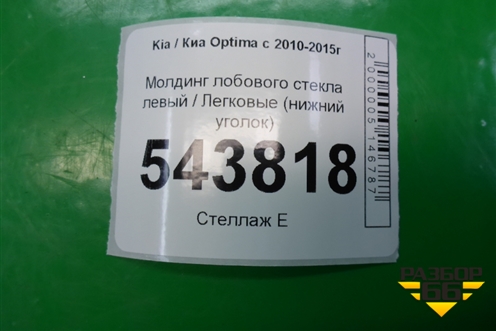 Kia / Киа Optima с 2010-2015г
Молдинг лобового стекла
левый / Легковые (нижний
уголок)
543818
Стеллаж Е
2000005146787
РАЗБОР
66